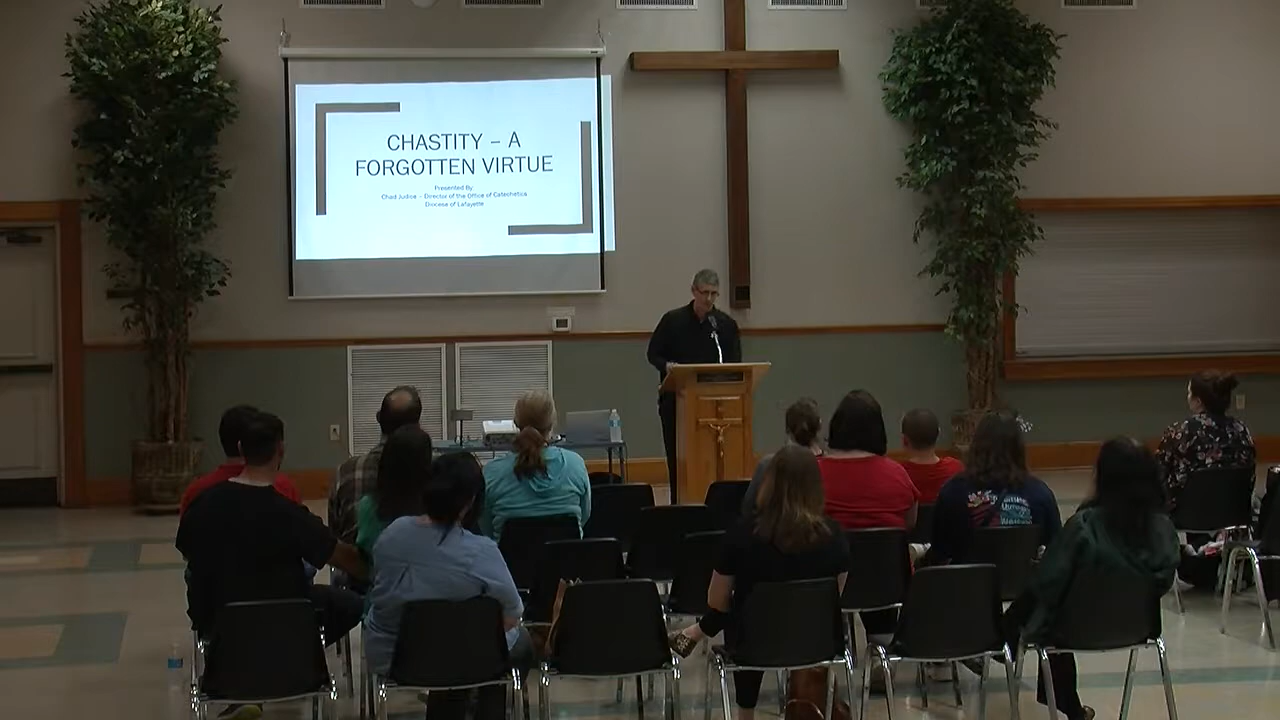 CHASTITY – A
FORGOTTEN VIRTUE
Presented By
Chad Judice – Director of the Office of Catechetics
Diocese of Lafayette